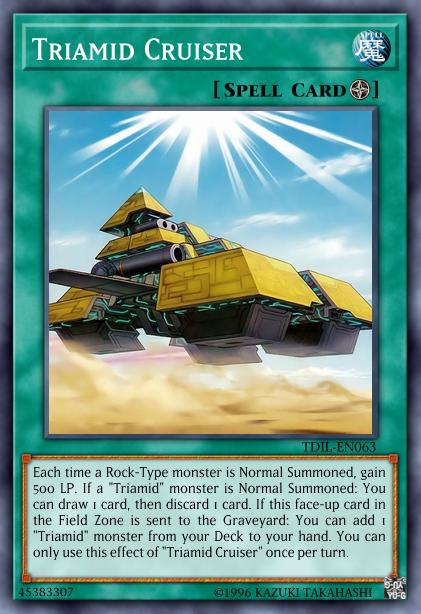 Triamid Cruiser
SPELL
魔
[Spell Card]
TDIL-EN063
Each time a Rock-Type monster is Normal Summoned, gain
500 LP. If a "Triamid" monster is Normal Summoned: You
can draw 1 card, then discard 1 card. If this face-up card in
the Field Zone is sent to the Graveyard: You can add 1
"Triamid" monster from your Deck to your hand. You can
only use this effect of "Triamid Cruiser" once per turn.
45383307 ©1996 KAZUKI TAKAHASHI